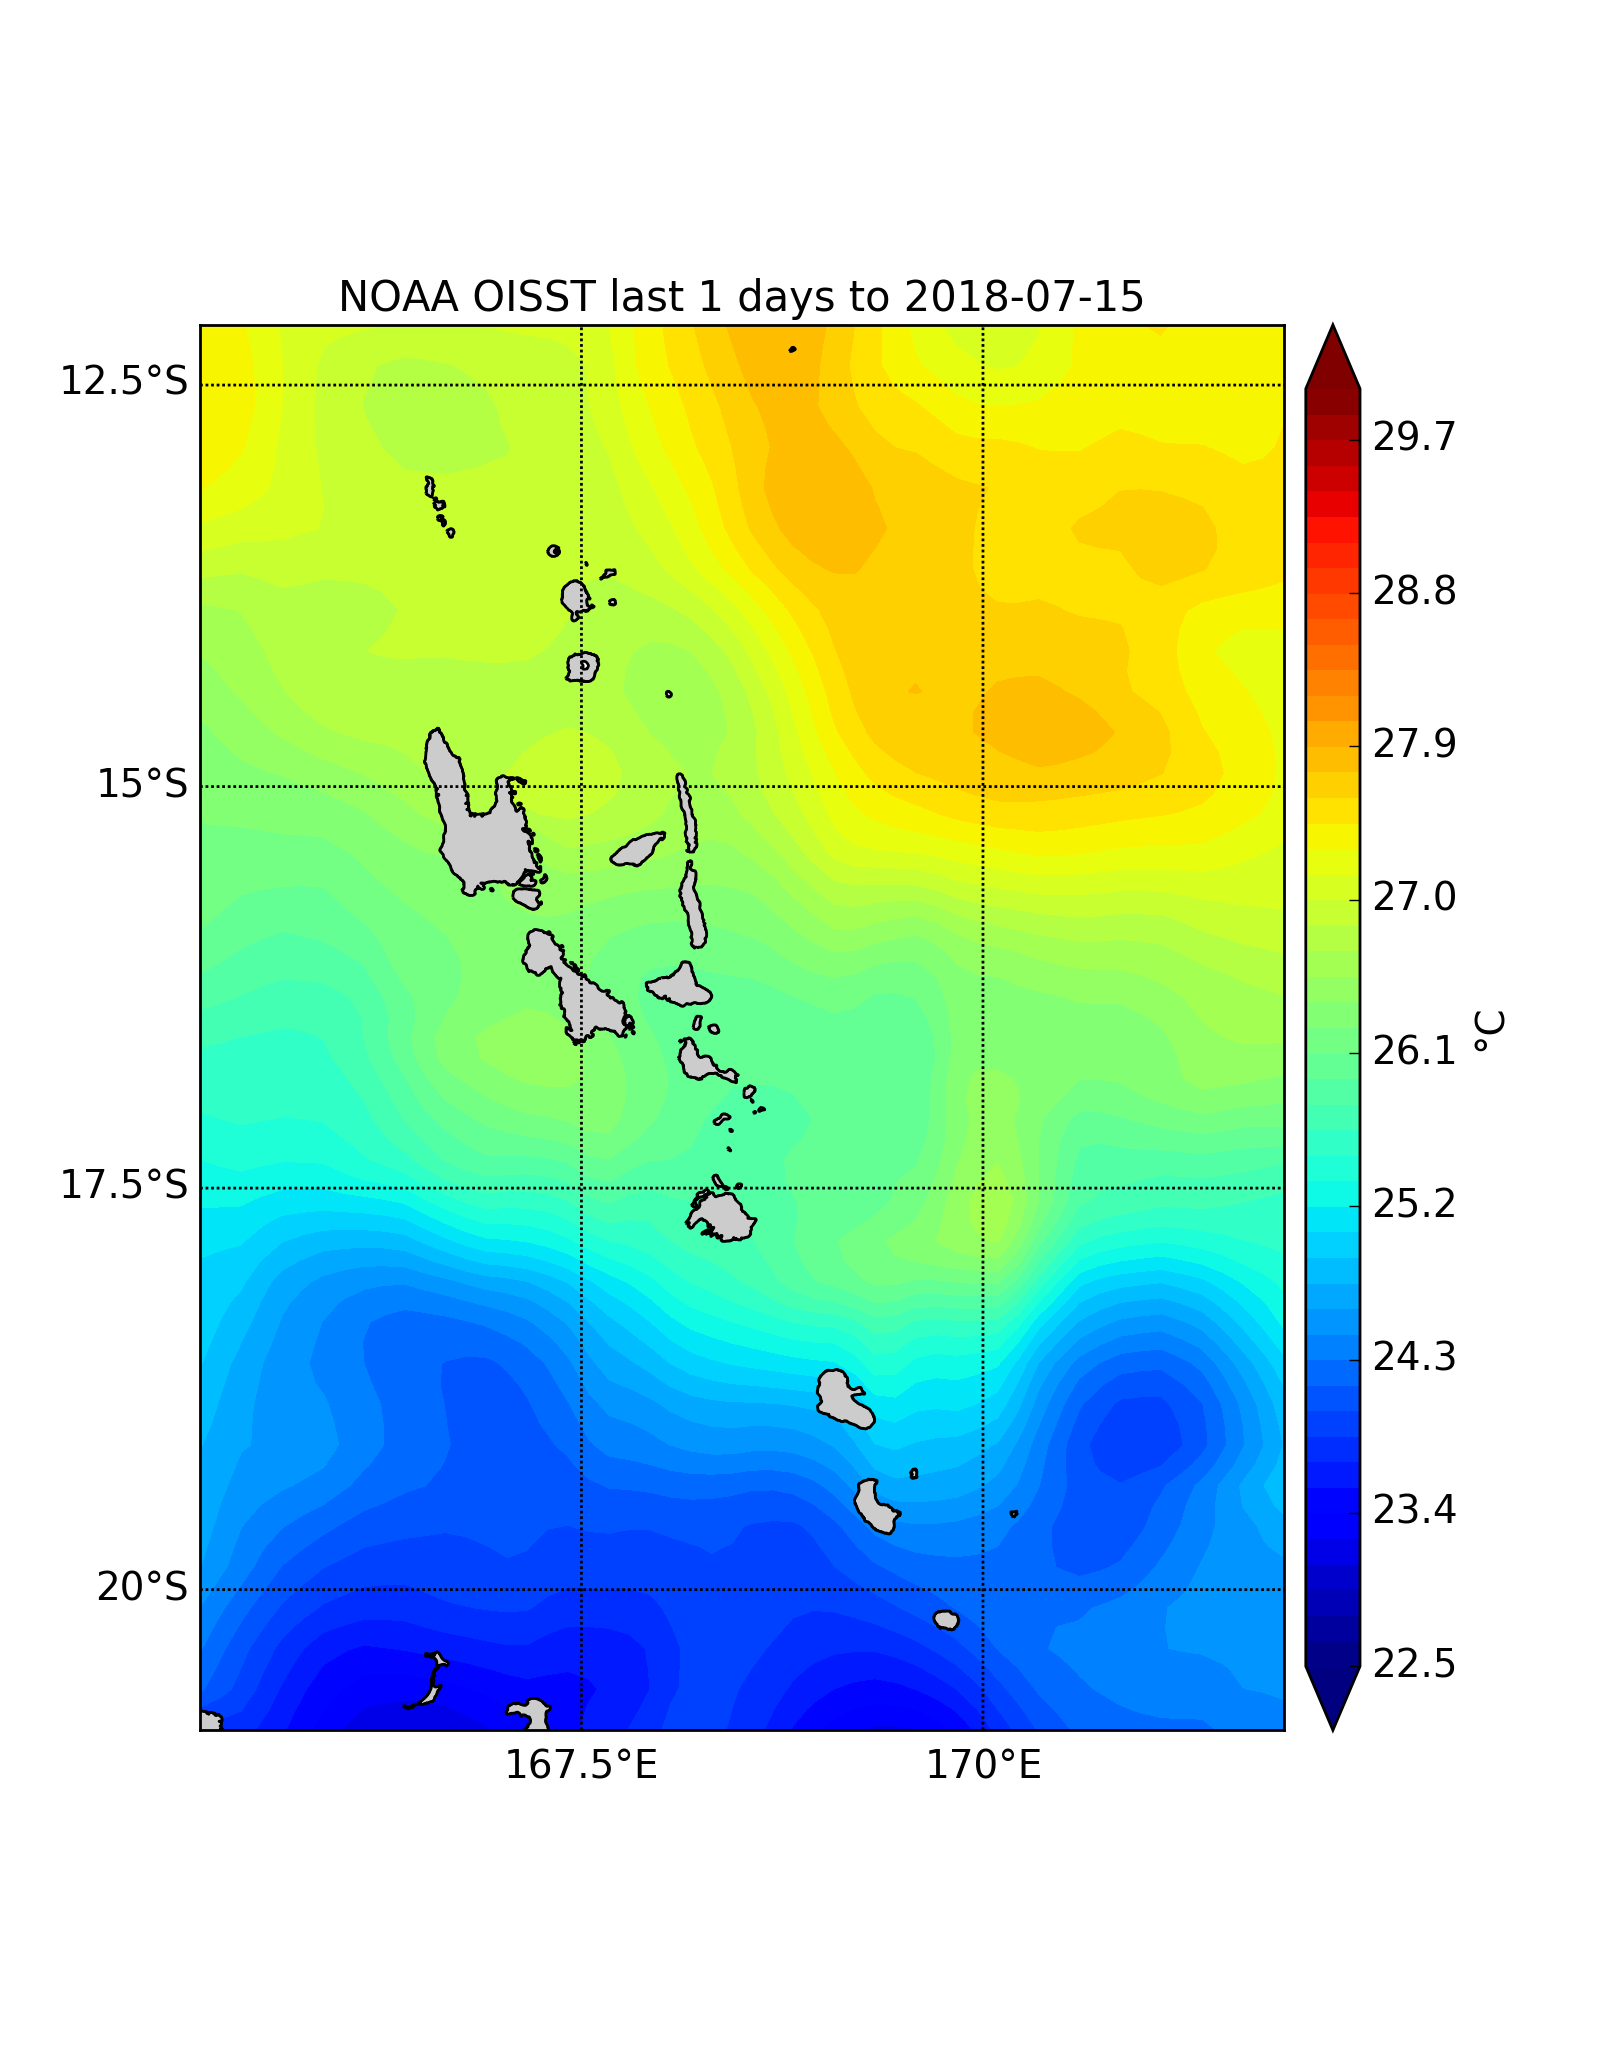 NOAA OISST last 1 days to 2018-07-15
12.5°S
15°S
17.5°S
20°S
167.5°E
170°E
29.7
28.8
27.9
27.0
26.1
25.2
24.3
23.4
22.5
°C